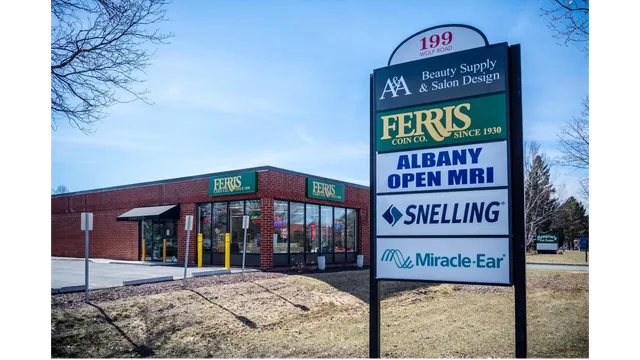 199
WOLF ROAD
A&A Beauty Supply
& Salon Design
FERRIS
COIN CO. SINCE 1930
ALBANY
OPEN MRI
SNELLING
Miracle-Ear
FERRIS
FERRIS